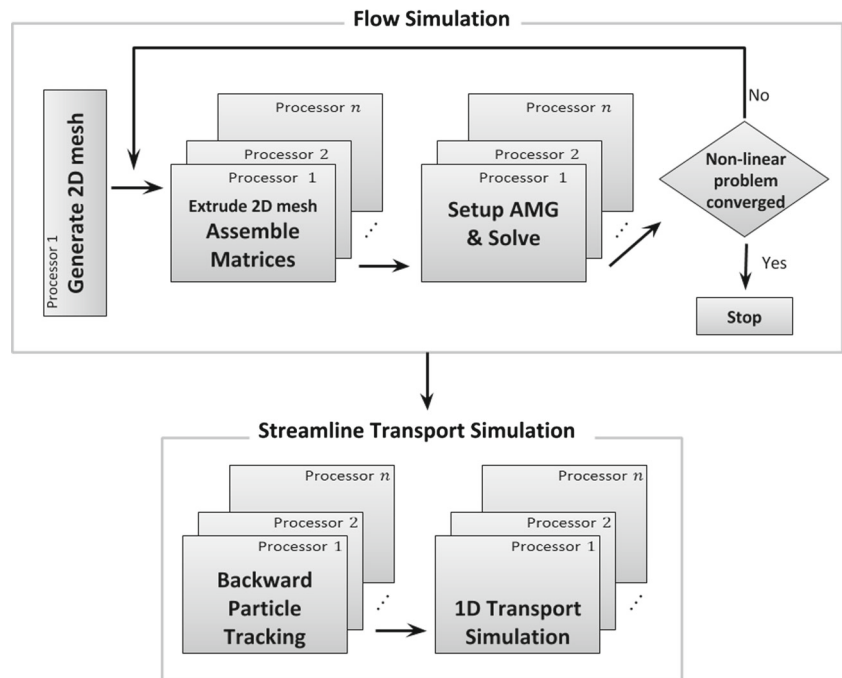 Flow Simulation
Processor 1
Generate 2D mesh
Processor n
Processor 2
Processor 1
Extrude 2D mesh
Assemble
Matrices
Processor n
Processor 2
Processor 1
Setup AMG
& Solve
No
Non-linear
problem
converged
Yes
Stop
Streamline Transport Simulation
Processor n
Processor 2
Processor 1
Backward
Particle
Tracking
Processor n
Processor 2
Processor 1
1D Transport
Simulation